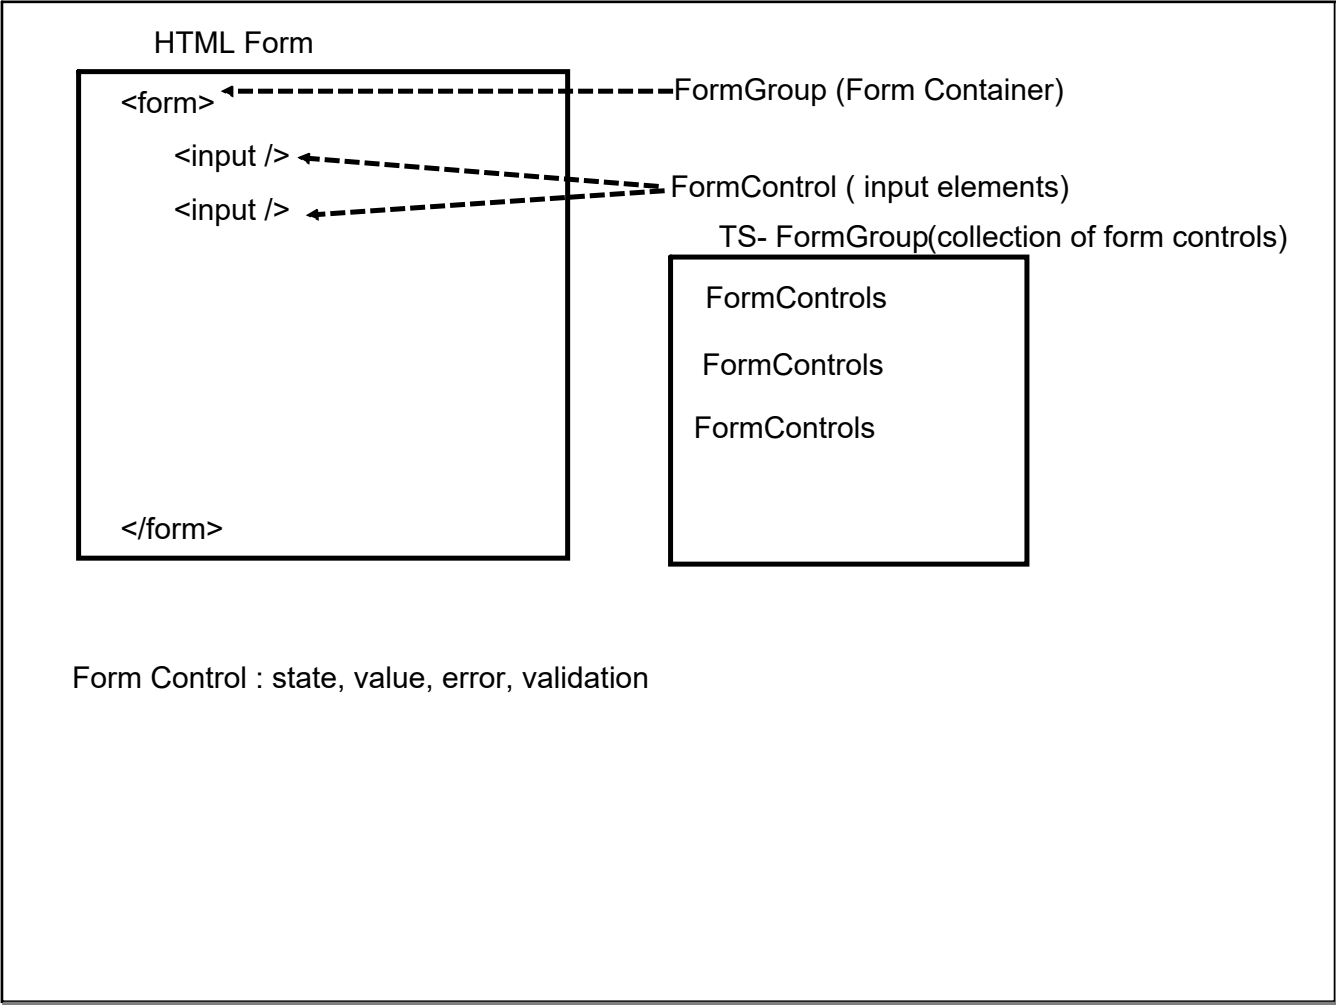 HTML Form
<form>
FormGroup (Form Container)
<input />
FormControl ( input elements)
<input />
TS- FormGroup(collection of form controls)
FormControls
FormControls
FormControls
</form>
Form Control : state, value, error, validation